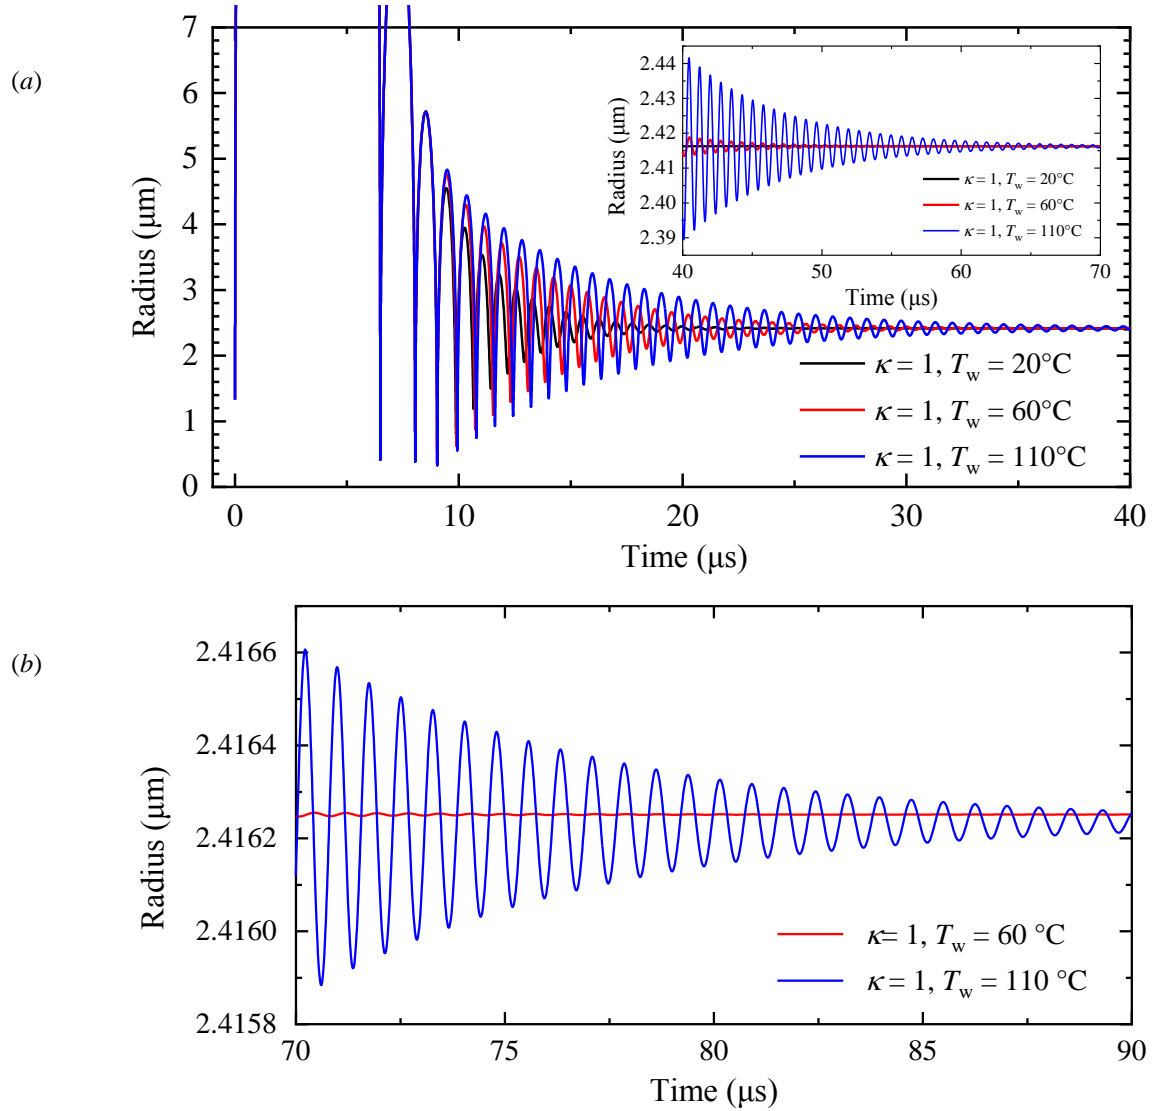 (a)
7
6
5
4
3
2
1
0
Radius (μm)
0 10 20 30 40
Time (μs)
2.44
2.43
2.42
2.41
2.40
2.39
Radius (μm)
κ = 1, Tw = 20°C
κ = 1, Tw = 60°C
κ = 1, Tw = 110°C
40 50 60 70
Time (μs)
κ = 1, Tw = 20°C
κ = 1, Tw = 60°C
κ = 1, Tw = 110°C
(b)
2.4166
2.4164
2.4162
2.4160
2.4158
Radius (μm)
κ = 1, Tw = 60 °C
κ = 1, Tw = 110 °C
70 75 80 85 90
Time (μs)